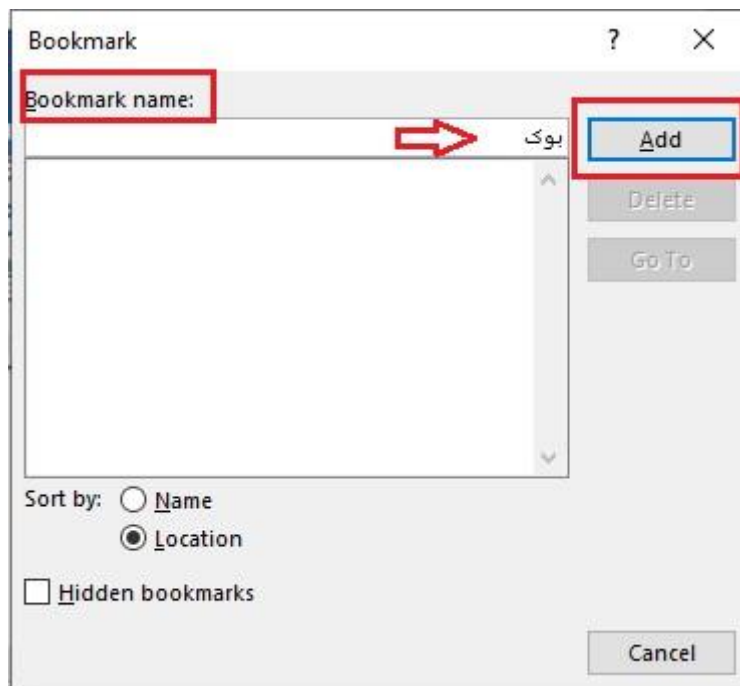 Bookmark ? X
Bookmark name:
بوک
Add
Delete
Go To
Sort by: Name
Location
Hidden bookmarks
Cancel